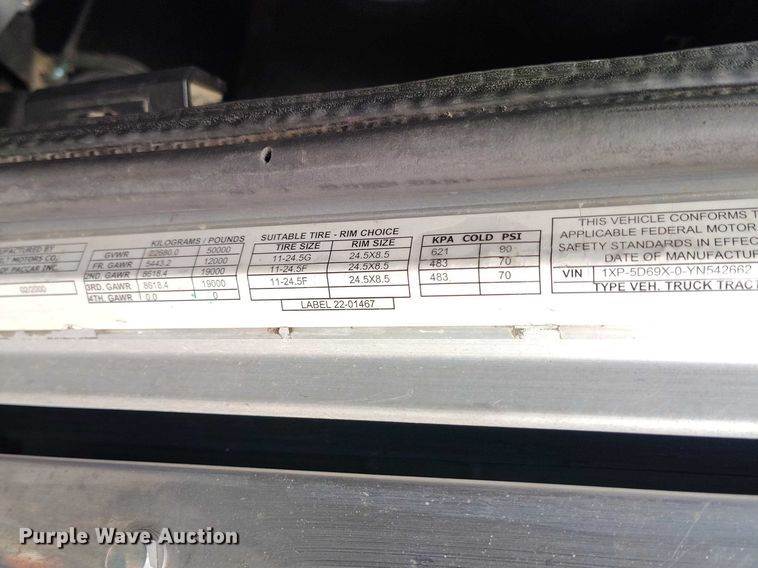 NUFACTURED BY
MOTORS CO.
OF PACCAR INC.
02/2000
KILOGRAMS / POUNDS
GVWR 22680.0 50000
FR. GAWR 5443.2 12000
2ND. GAWR 8618.4 19000
3RD. GAWR 8618.4 19000
4TH. GAWR 0.0 0
SUITABLE TIRE - RIM CHOICE
TIRE SIZE RIM SIZE
11-24.5G 24.5X8.5
11-24.5F 24.5X8.5
11-24.5F 24.5X8.5
LABEL 22-01467
KPA COLD PSI
621 90
483 70
483 70
THIS VEHICLE CONFORMS T
APPLICABLE FEDERAL MOTOR
SAFETY STANDARDS IN EFFEC
DATE OF MANUFACTUR
VIN 1XP-5D69X-0-YN542662
TYPE VEH. TRUCK TRACT
Purple Wave Auction